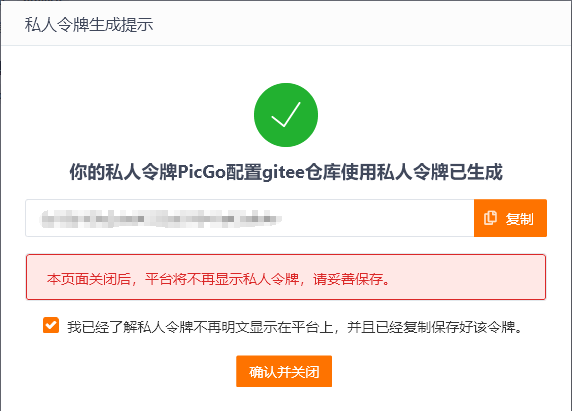 私人令牌生成提示
你的私人令牌PicGo配置gitee仓库使用私人令牌已生成
复制
本页面关闭后，平台将不再显示私人令牌，请妥善保存。
我已经了解私人令牌不再明文显示在平台上，并且已经复制保存好该令牌。
确认并关闭